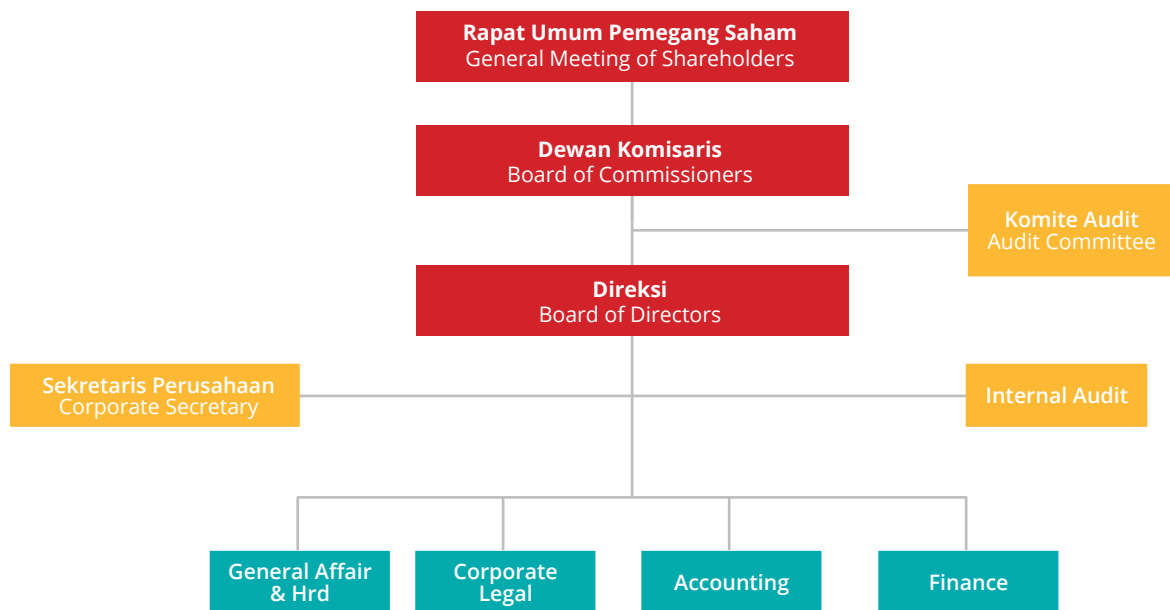 Rapat Umum Pemegang Saham
General Meeting of Shareholders
Dewan Komisaris
Board of Commissioners
Komite Audit
Audit Committee
Direksi
Board of Directors
Sekretaris Perusahaan
Corporate Secretary
Internal Audit
General Affair
& Hrd
Corporate
Legal
Accounting
Finance